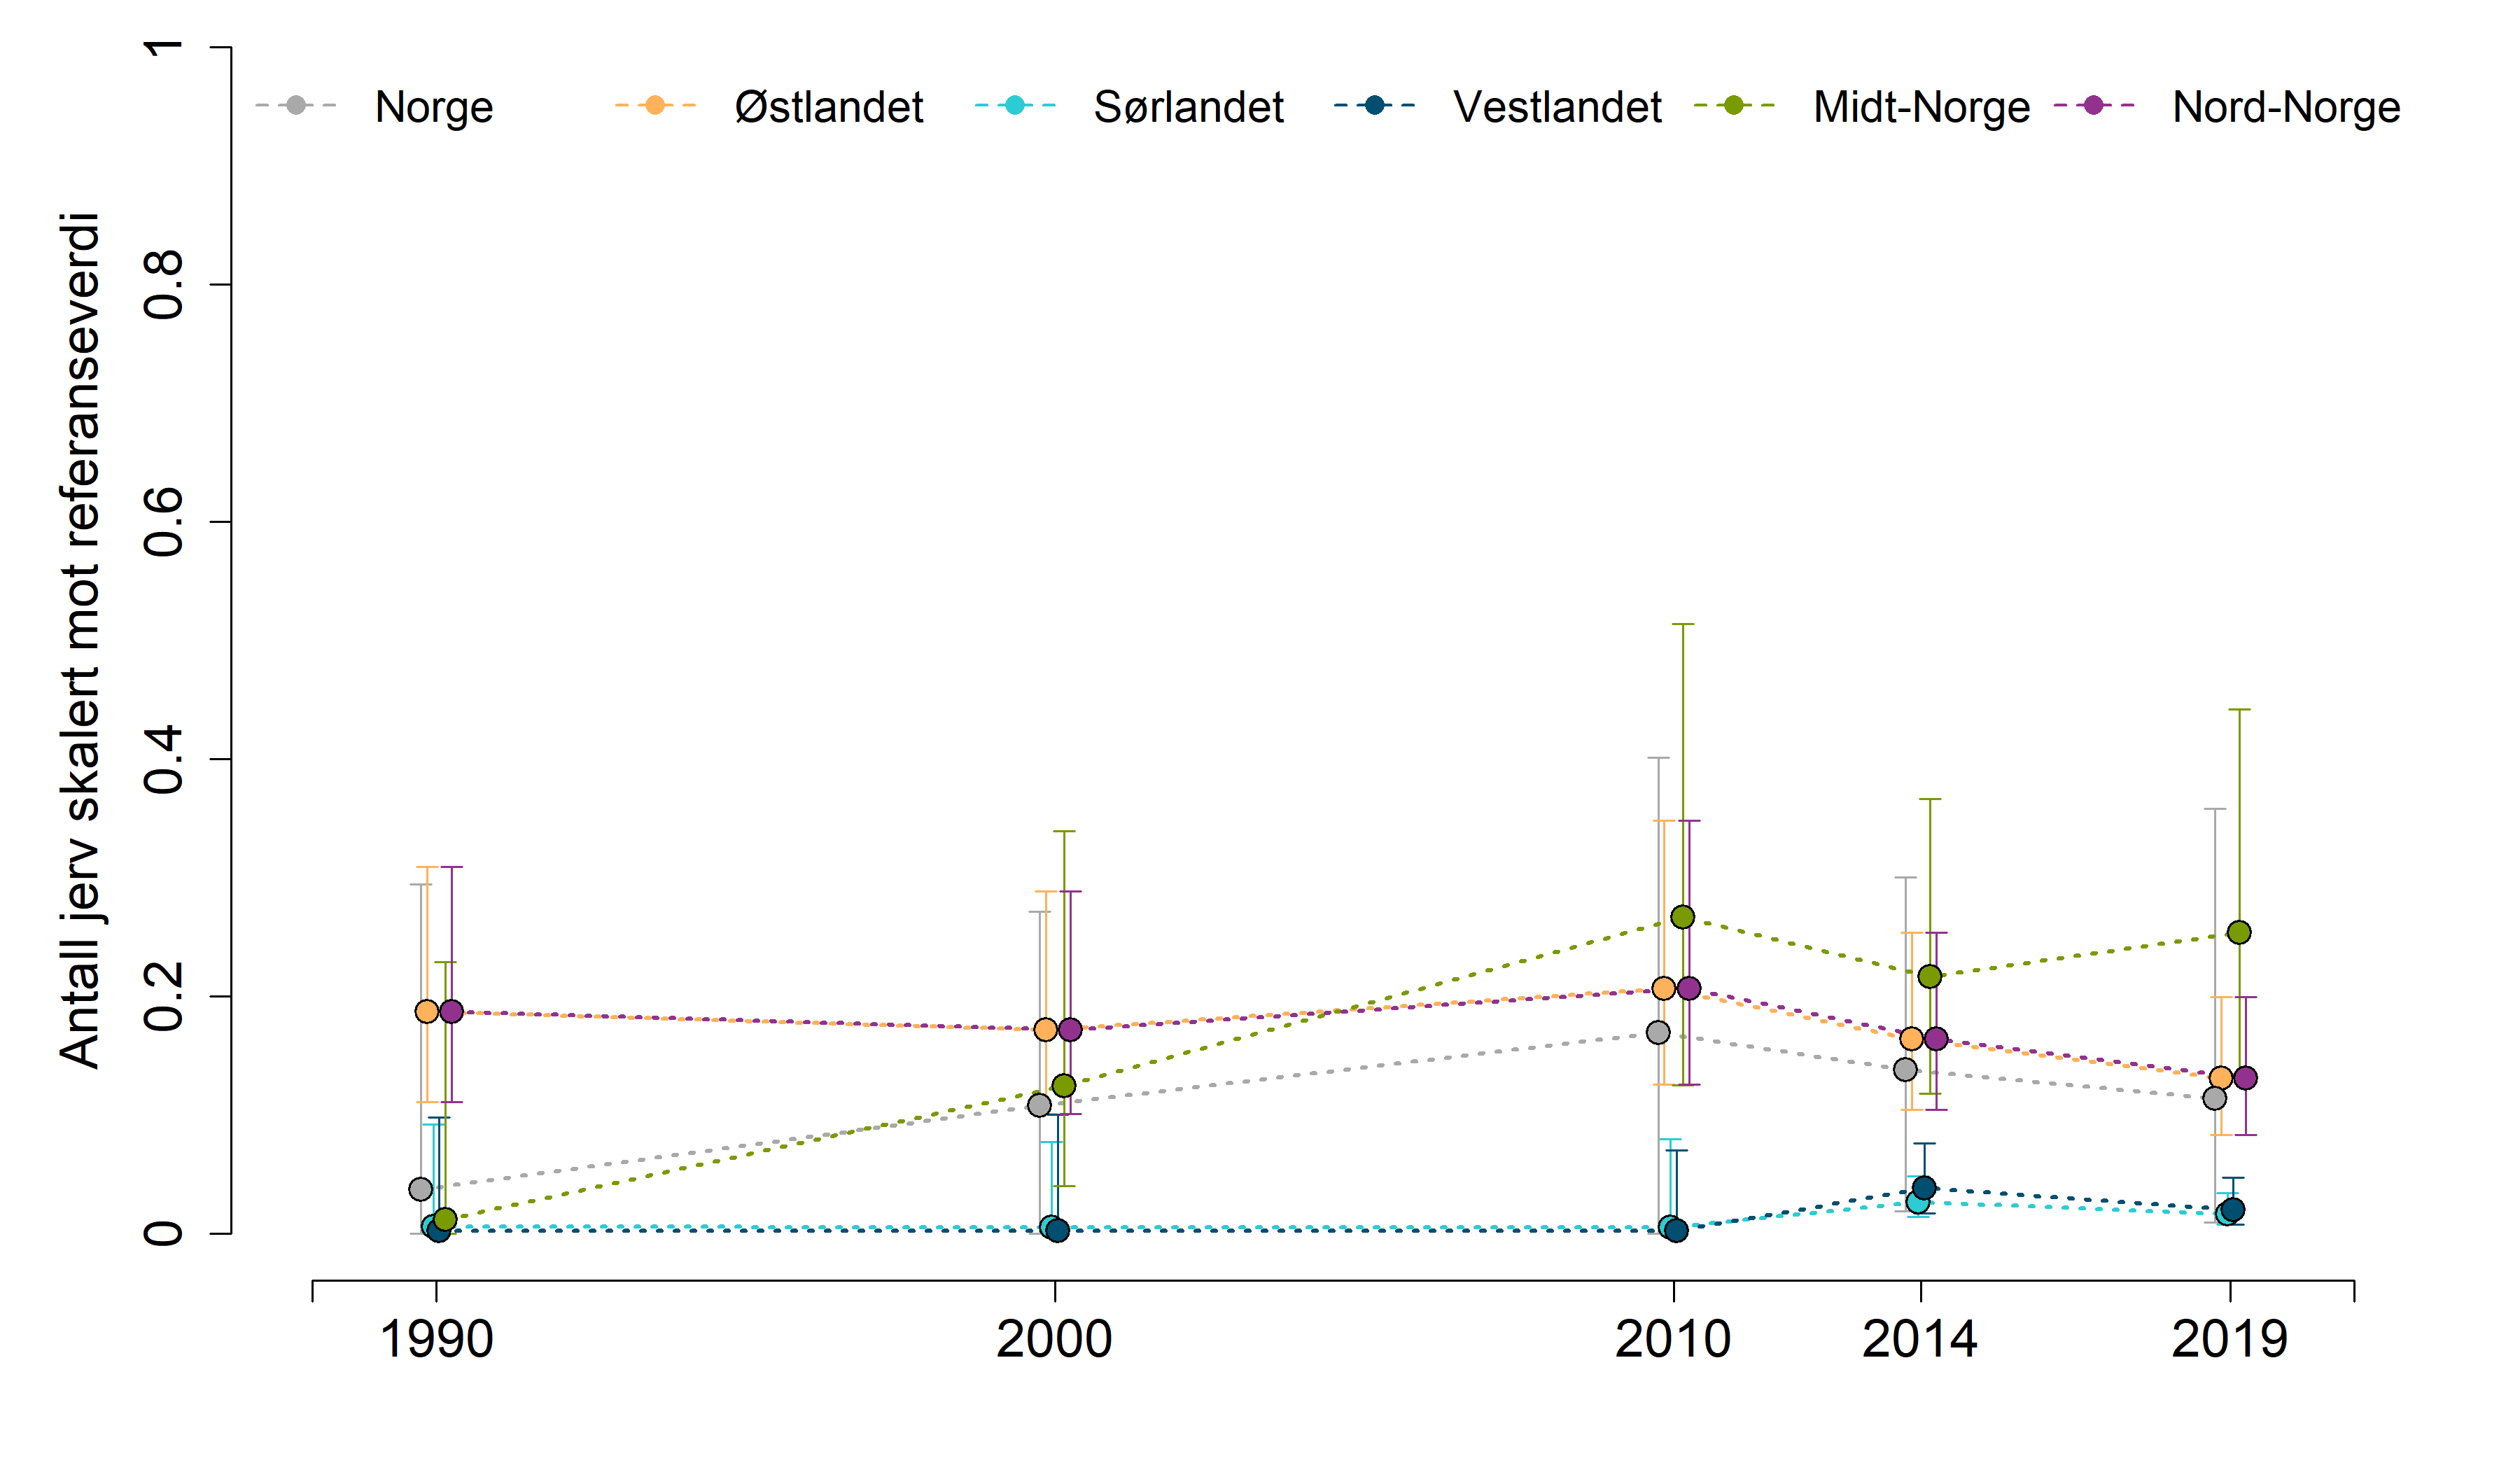 Norge Østlandet Sørlandet Vestlandet Midt-Norge Nord-Norge
Antall jerv skalert mot referanseverdi
1
0.8
0.6
0.4
0.2
0
1990 2000 2010 2014 2019